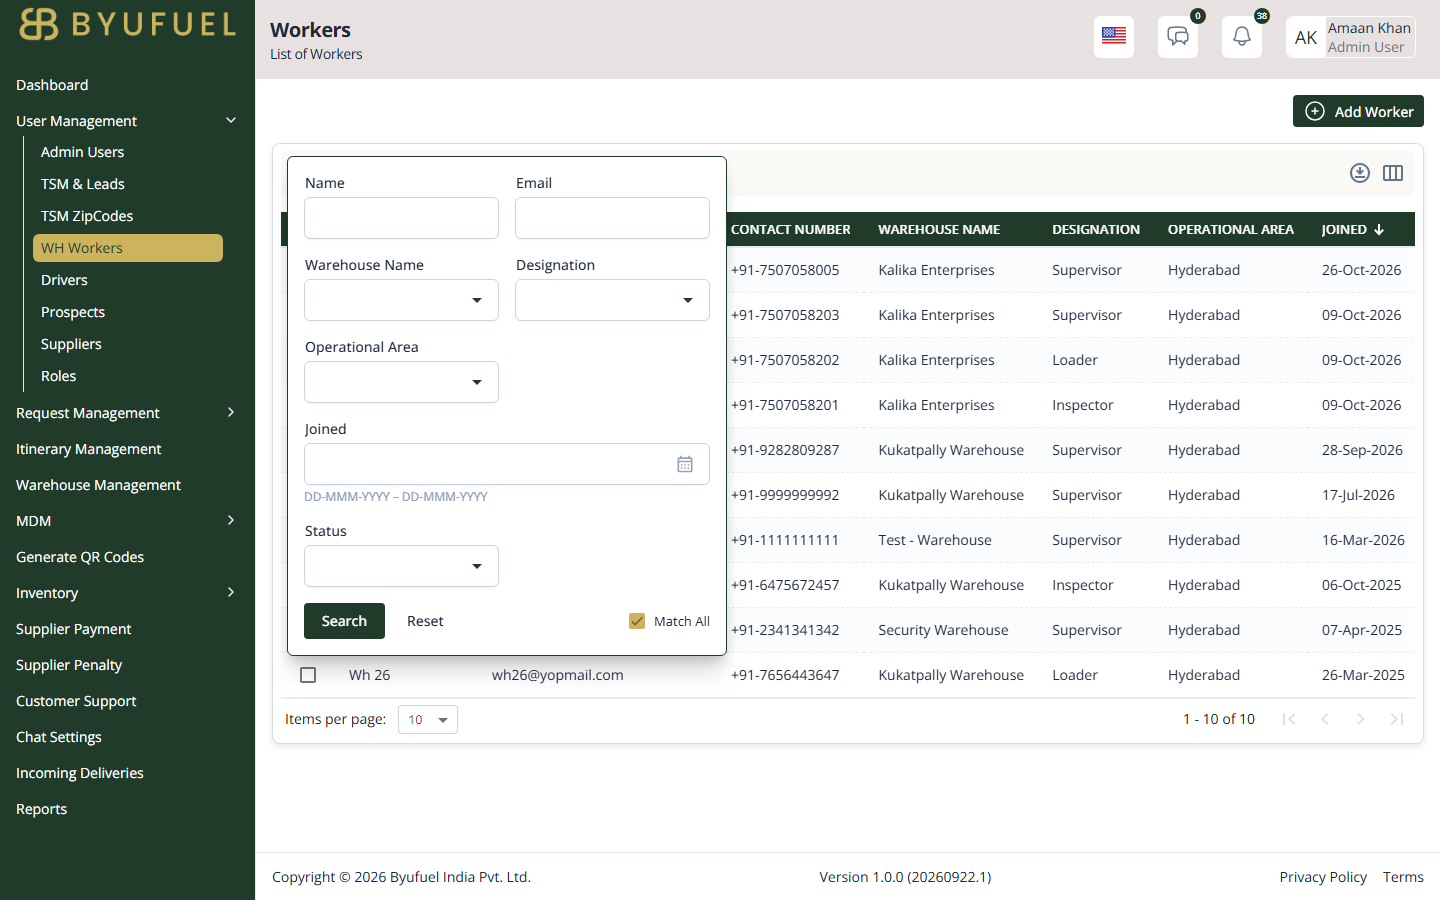 BYUFUEL
Dashboard
User Management
Admin Users
TSM & Leads
TSM ZipCodes
WH Workers
Drivers
Prospects
Suppliers
Roles
Request Management
Itinerary Management
Warehouse Management
MDM
Generate QR Codes
Inventory
Supplier Payment
Supplier Penalty
Customer Support
Chat Settings
Incoming Deliveries
Reports
Workers
List of Workers
0
38
AK
Amaan Khan
Admin User
Add Worker
Name Email
Warehouse Name Designation
Operational Area
Joined
DD-MMM-YYYY – DD-MMM-YYYY
Status
Search Reset Match All
CONTACT NUMBER WAREHOUSE NAME DESIGNATION OPERATIONAL AREA JOINED
+91-7507058005 Kalika Enterprises Supervisor Hyderabad 26-Oct-2026
+91-7507058203 Kalika Enterprises Supervisor Hyderabad 09-Oct-2026
+91-7507058202 Kalika Enterprises Loader Hyderabad 09-Oct-2026
+91-7507058201 Kalika Enterprises Inspector Hyderabad 09-Oct-2026
+91-9282809287 Kukatpally Warehouse Supervisor Hyderabad 28-Sep-2026
+91-9999999992 Kukatpally Warehouse Supervisor Hyderabad 17-Jul-2026
+91-1111111111 Test - Warehouse Supervisor Hyderabad 16-Mar-2026
+91-6475672457 Kukatpally Warehouse Inspector Hyderabad 06-Oct-2025
+91-2341341342 Security Warehouse Supervisor Hyderabad 07-Apr-2025
Wh 26 wh26@yopmail.com +91-7656443647 Kukatpally Warehouse Loader Hyderabad 26-Mar-2025
Items per page: 10 1 - 10 of 10
Copyright © 2026 Byufuel India Pvt. Ltd. Version 1.0.0 (20260922.1) Privacy Policy Terms